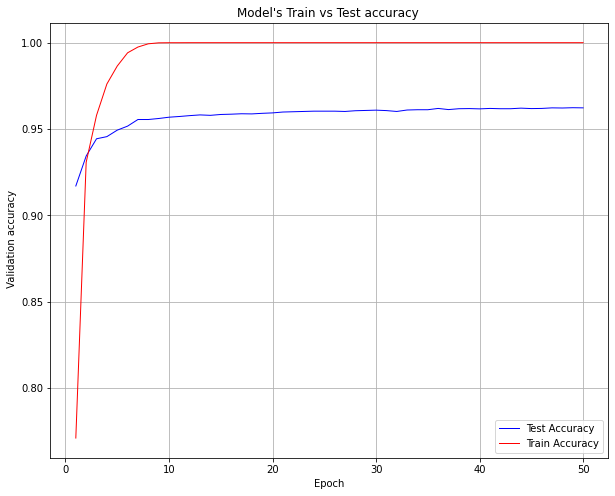 Model's Train vs Test accuracy
Validation accuracy
1.00
0.95
0.90
0.85
0.80
0
10
20
30
40
50
Epoch
Test Accuracy
Train Accuracy